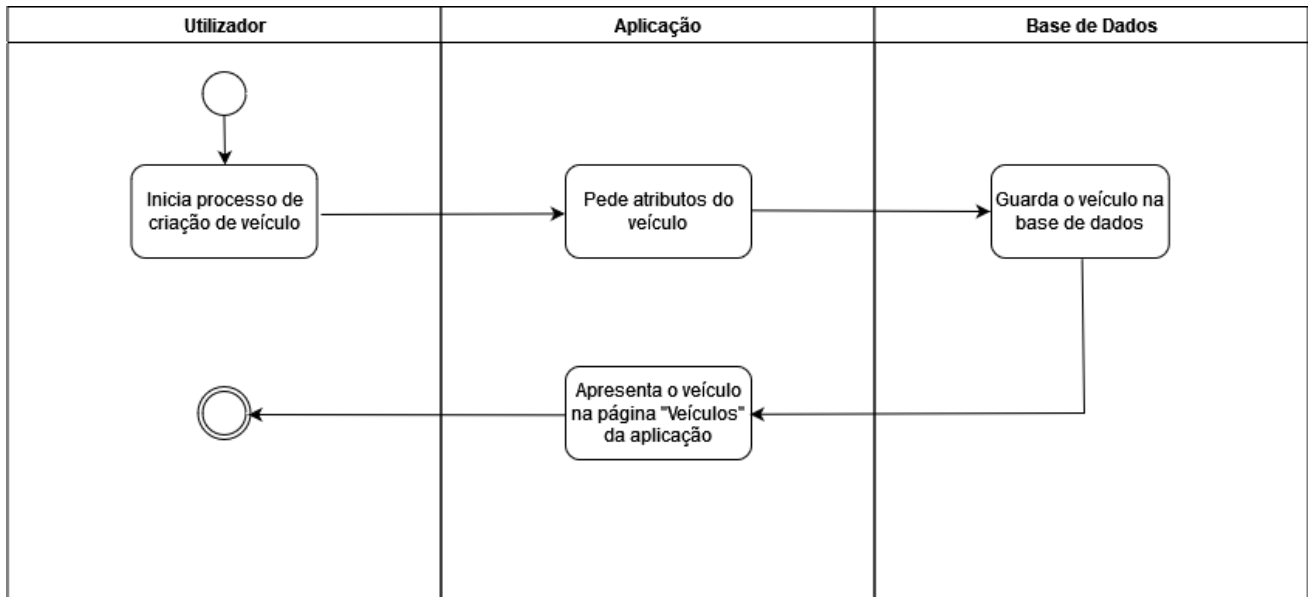 Utilizador
Aplicação
Base de Dados
Inicia processo de
criação de veículo
Pede atributos do
veículo
Guarda o veículo na
base de dados
Apresenta o veículo
na página "Veículos"
da aplicação